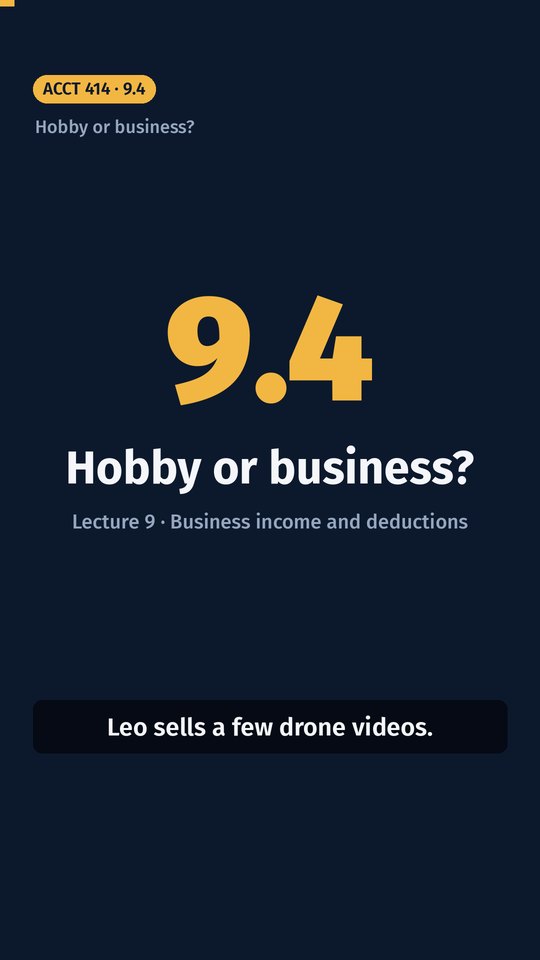 ACCT 414 · 9.4
Hobby or business?
9.4
Hobby or business?
Lecture 9 · Business income and deductions
Leo sells a few drone videos.